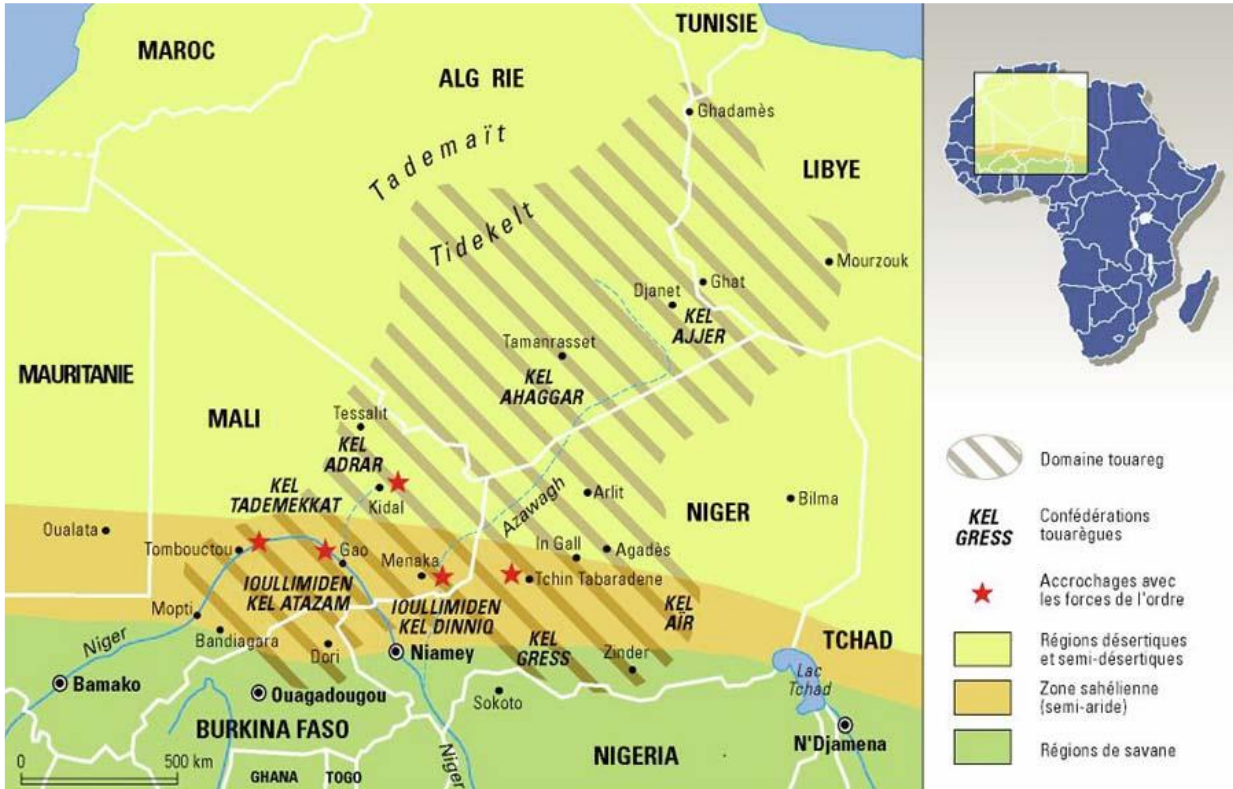 TUNISIE
MAROC
ALG RIE
Ghadamès
Tademaït
LIBYE
Tidekelt
Mourzouk
Ghat
Djanet
KEL
AJJER
Tamanrasset
KEL
AHAGGAR
MAURITANIE
MALI
Tessalit
KEL
ADRAR
Kidal
KEL
TADEMEKKAT
Azawagh
Arlit
Bilma
NIGER
Oualata
Tombouctou
Gao
Menaka
In Gall
Agadès
Tchin Tabaradene
IOULLIMIDEN
KEL ATAZAM
IOULLIMIDEN
KEL DINNIQ
KEL
AÏR
Mopti
Bandiagara
Dori
Niamey
KEL
GRESS
Zinder
TCHAD
Lac
Tchad
Niger
Bamako
Ouagadougou
Sokoto
BURKINA FASO
Niger
NIGERIA
N'Djamena
0 500 km
GHANA
TOGO
Domaine touareg
KEL
GRESS
Confédérations
touarègues
Accrochages avec
les forces de l'ordre
Régions désertiques
et semi-désertiques
Zone sahélienne
(semi-aride)
Régions de savane